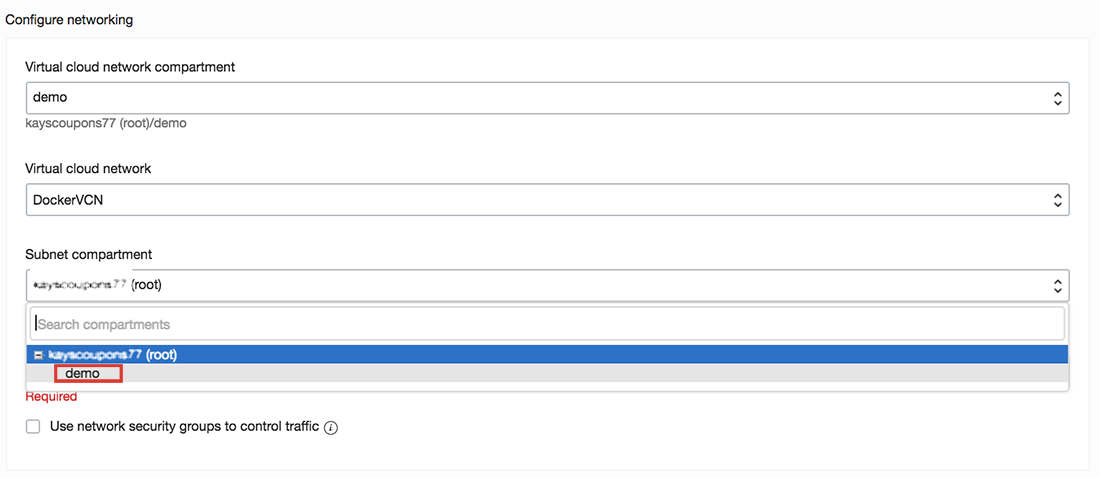 Configure networking
Virtual cloud network compartment
demo
kayscoupons77 (root)/demo
Virtual cloud network
DockerVCN
Subnet compartment
kayscoupons77 (root)
Search compartments
kayscoupons77 (root)
demo
Required
Use network security groups to control traffic